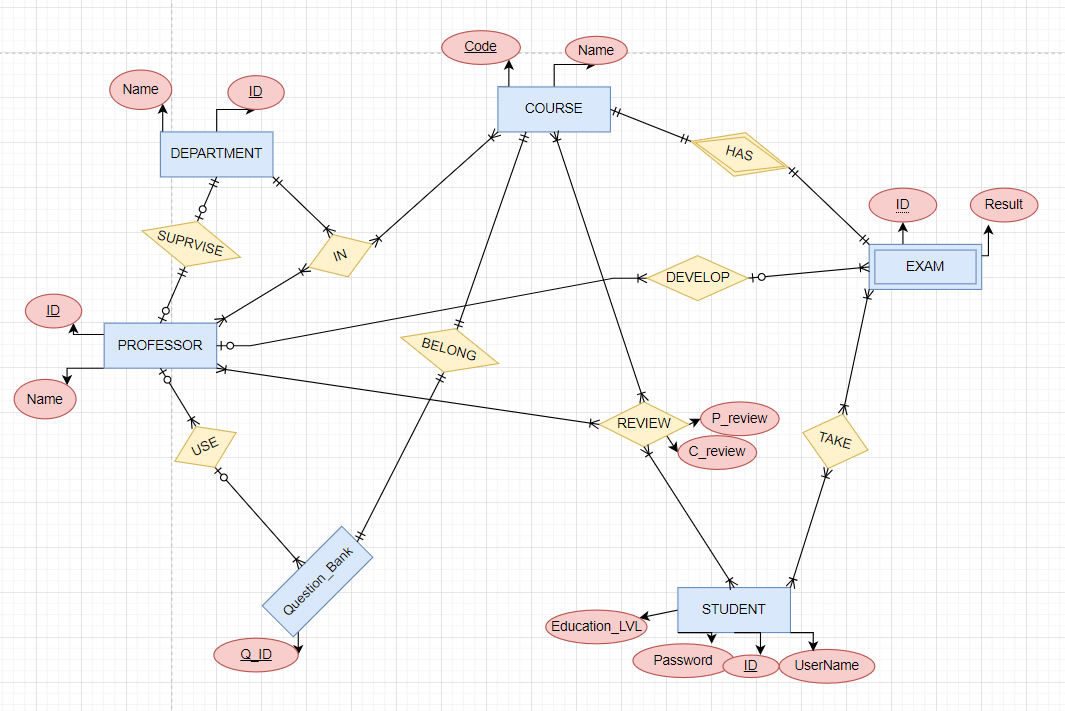 Code
Name
Name
ID
COURSE
DEPARTMENT
HAS
ID
Result
SUPRVISE
IN
EXAM
DEVELOP
ID
PROFESSOR
BELONG
Name
P_review
REVIEW
USE
TAKE
C_review
Question_Bank
STUDENT
Education_LVL
Q_ID
Password
ID
UserName